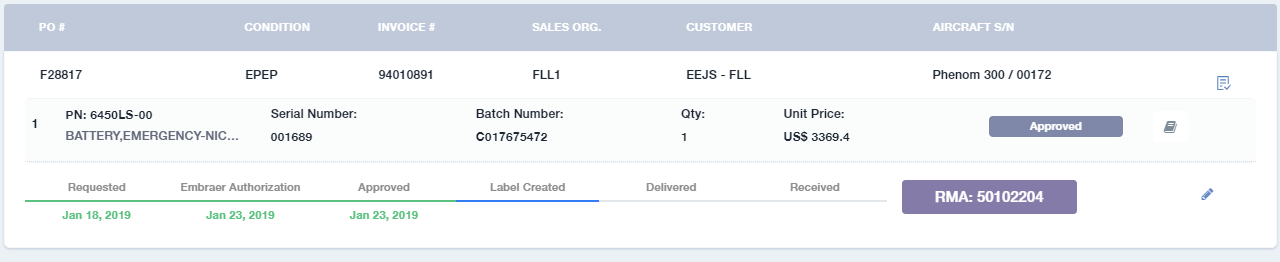 PO # CONDITION INVOICE # SALES ORG. CUSTOMER AIRCRAFT S/N
F28817 EPEP 94010891 FLL1 EEJS - FLL Phenom 300 / 00172
1 PN: 6450LS-00 Serial Number: Batch Number: Qty: Unit Price: Approved
BATTERY,EMERGENCY-NIC... 001689 C017675472 1 US$ 3369.4
Requested Embraer Authorization Approved Label Created Delivered Received
RMA: 50102204
Jan 18, 2019 Jan 23, 2019 Jan 23, 2019